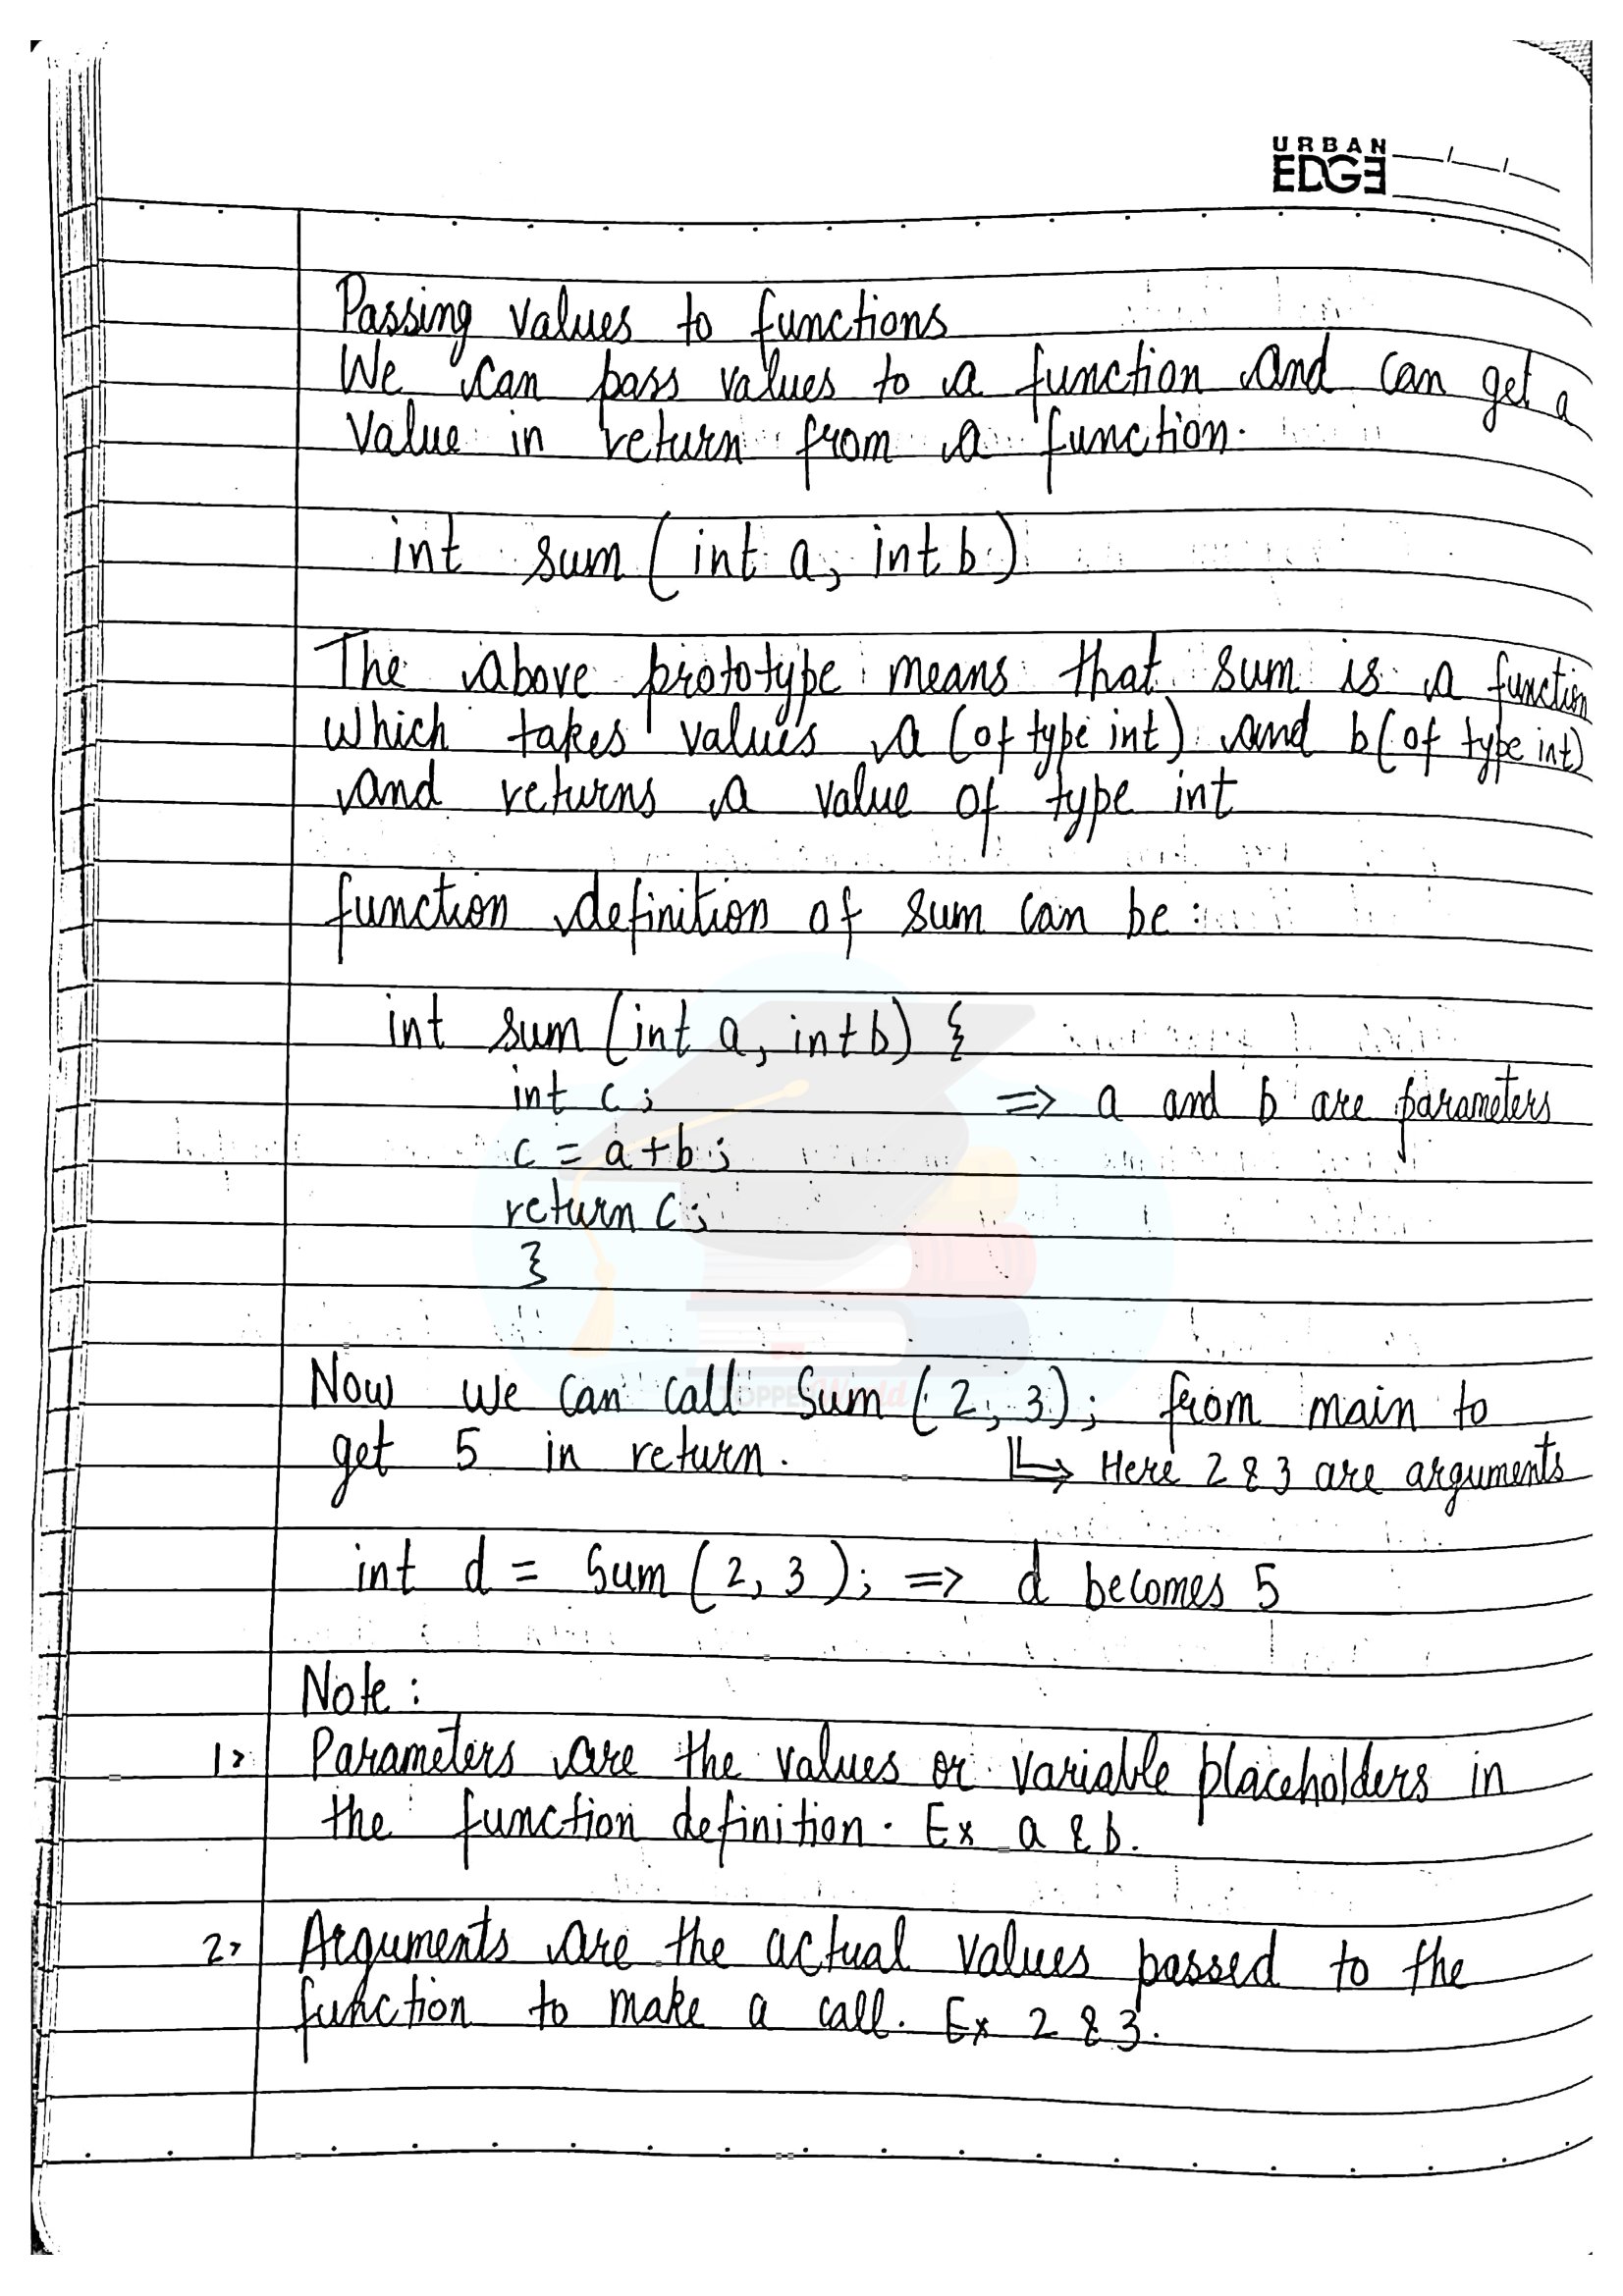 URBAN
EDGE
Passing values to functions
We can pass values to a function and can get a
Value in return from a function.
int sum (int a, int b)
The above prototype means that sum is a function
which takes values a (of type int) and b (of type int)
and returns a value of type int
function definition of sum can be :
int sum (int a, int b) {
int c ; => a and b are parameters
c = a + b ;
return c ;
}
Now we can call Sum (2, 3); from main to
get 5 in return. ↳ Here 2 & 3 are arguments
int d = Sum (2, 3); => d becomes 5
Note :
1> Parameters are the values or variable placeholders in
the function definition. Ex a & b.
2> Arguments are the actual values passed to the
function to make a call. Ex 2 & 3.
TOPPERWorld